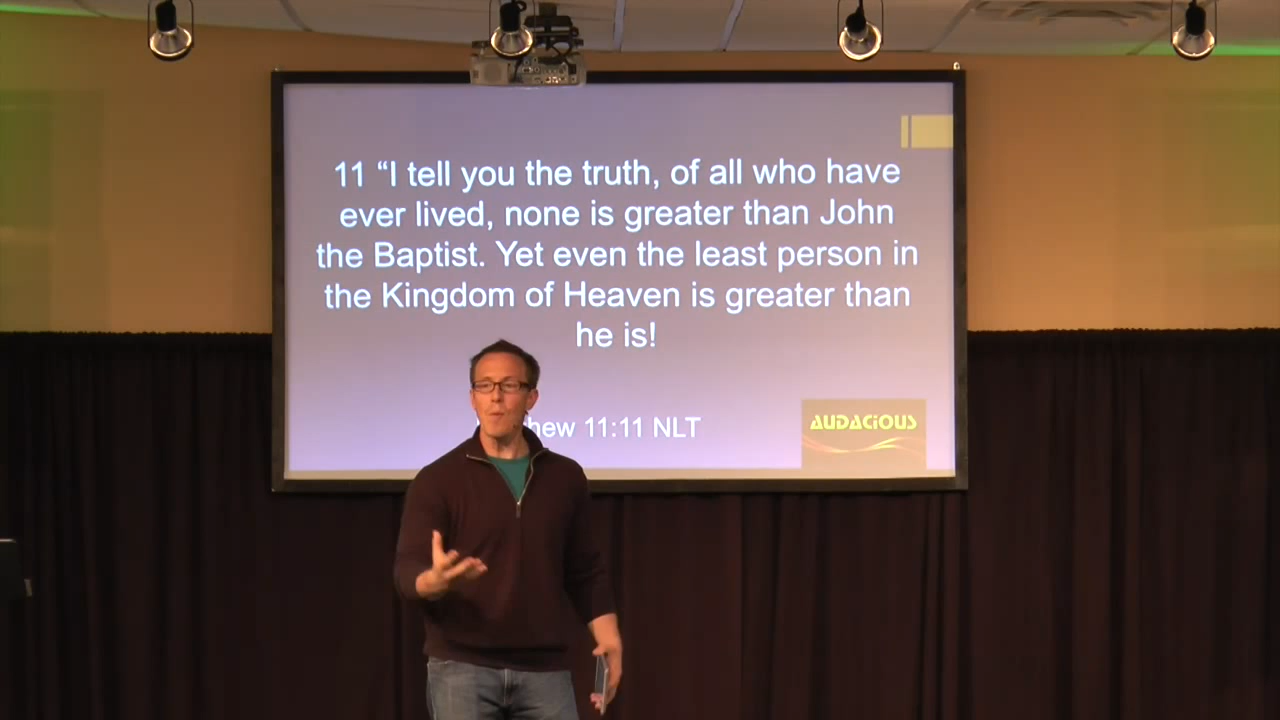 11 “I tell you the truth, of all who have
ever lived, none is greater than John
the Baptist. Yet even the least person in
the Kingdom of Heaven is greater than
he is!
11:11 NLT
AUDACiOUS